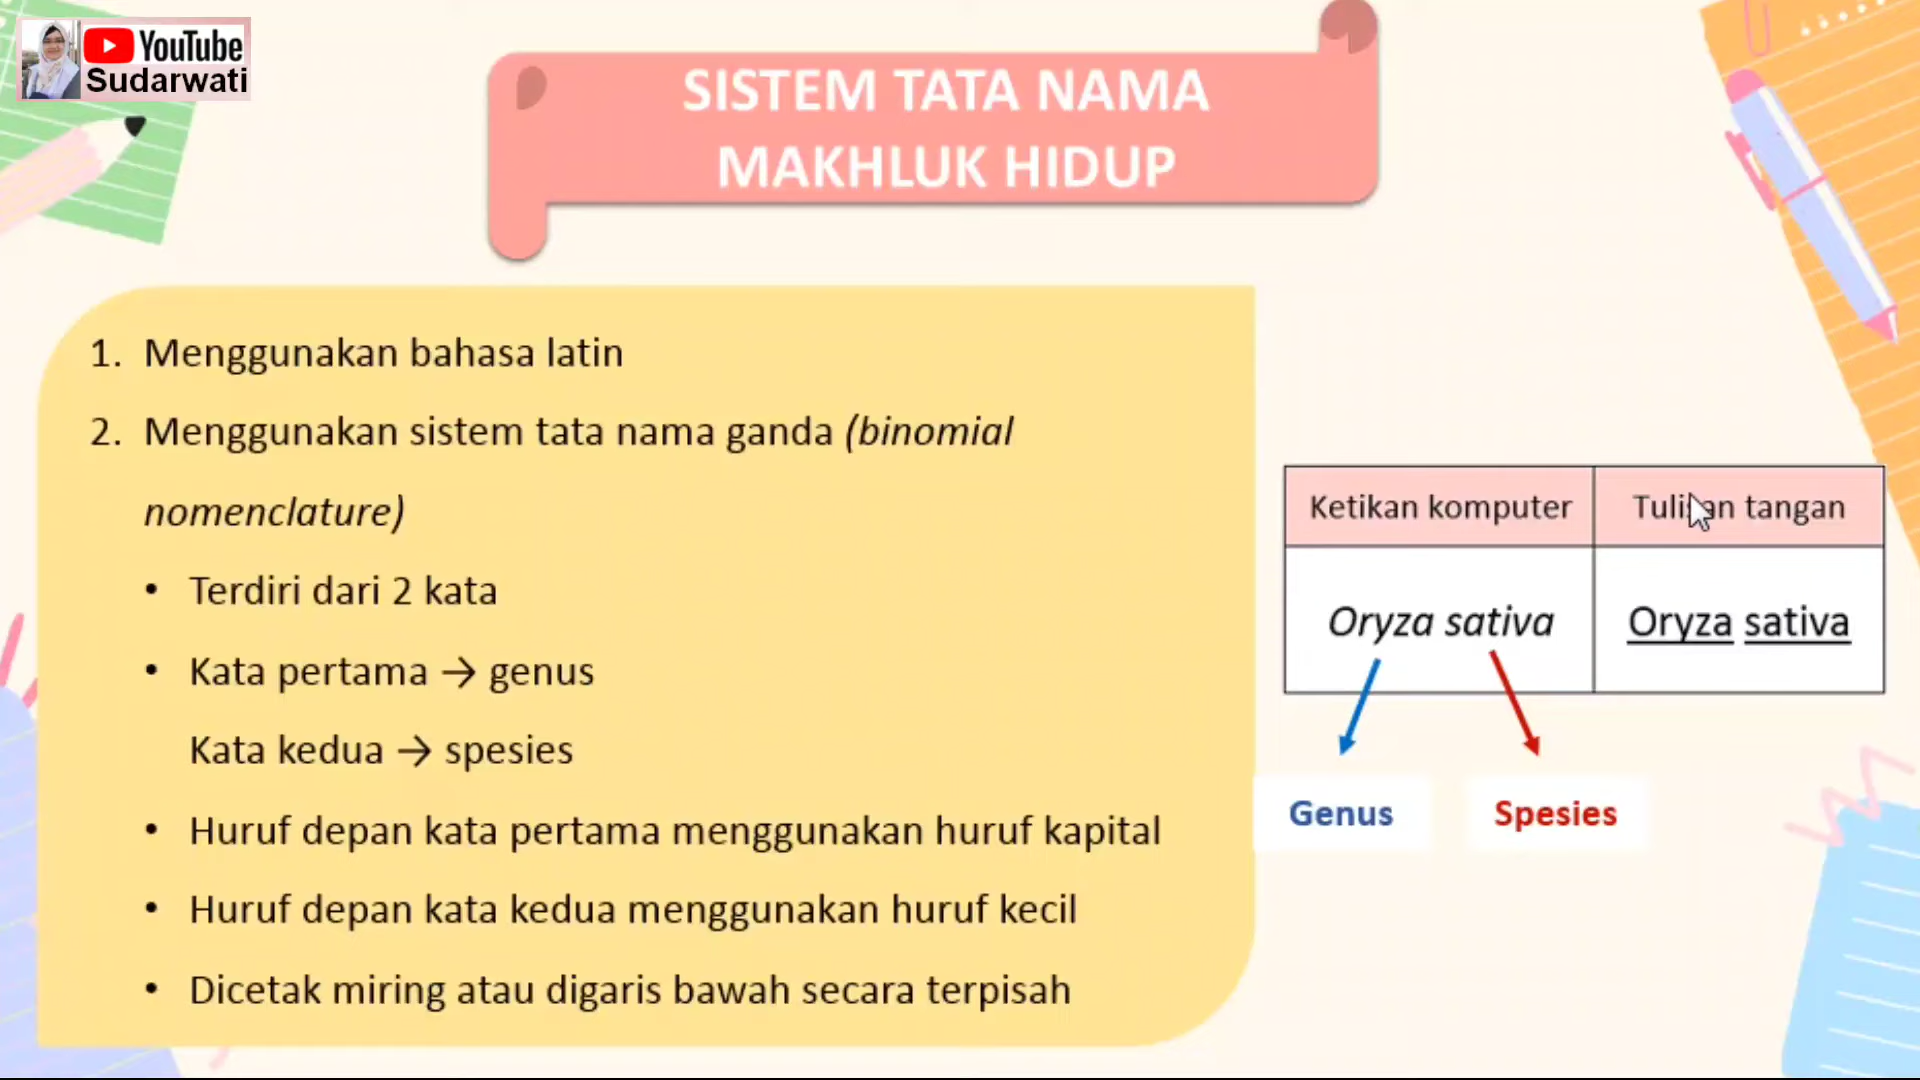 YouTube
Sudarwati
SISTEM TATA NAMA
MAKHLUK HIDUP
1. Menggunakan bahasa latin
2. Menggunakan sistem tata nama ganda (binomial
nomenclature)
• Terdiri dari 2 kata
• Kata pertama → genus
Kata kedua → spesies
• Huruf depan kata pertama menggunakan huruf kapital
• Huruf depan kata kedua menggunakan huruf kecil
• Dicetak miring atau digaris bawah secara terpisah
Ketikan komputer Tulisan tangan
Oryza sativa Oryza sativa
Genus Spesies